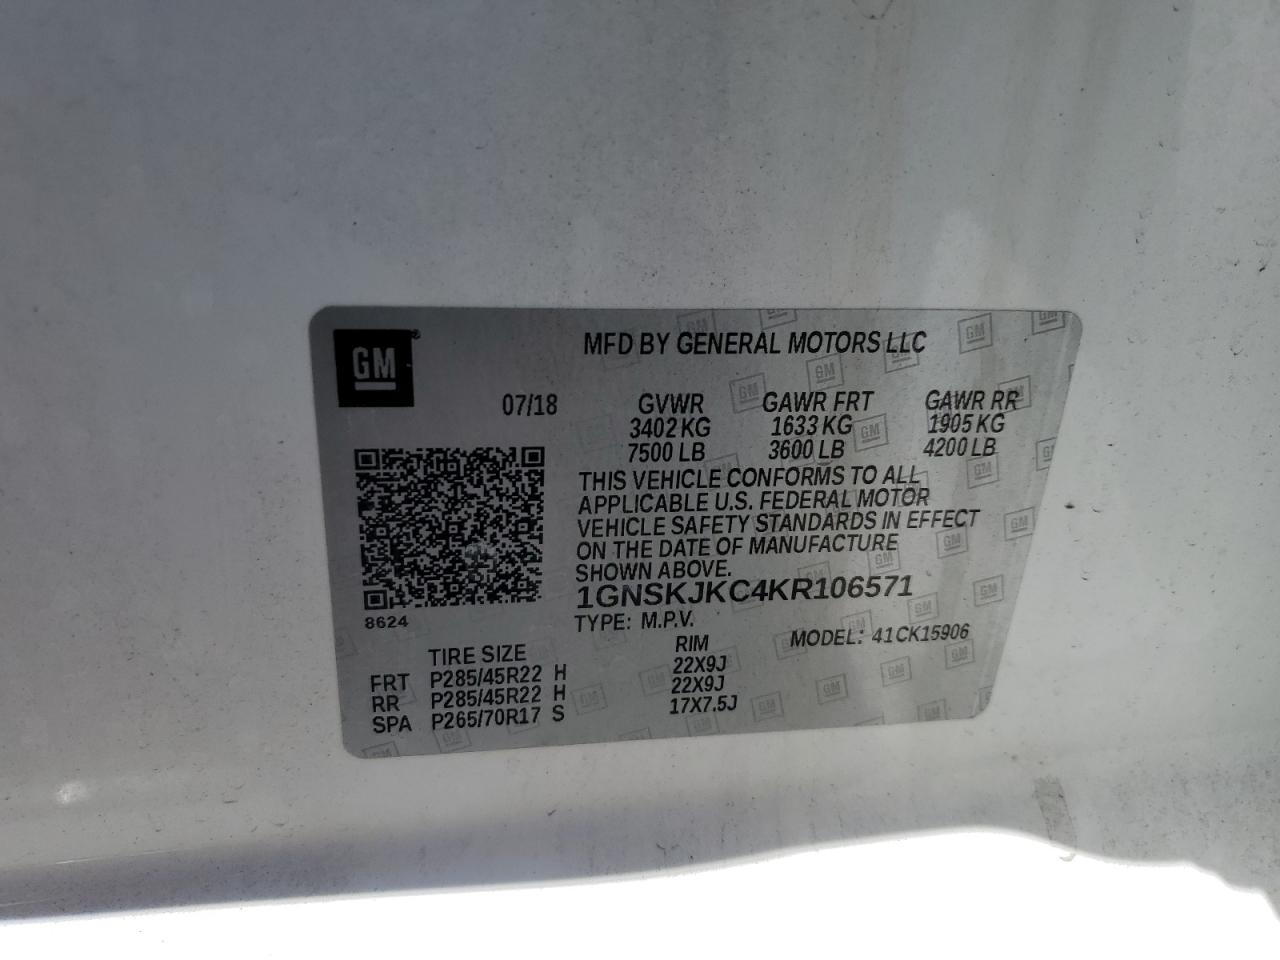 GM
MFD BY GENERAL MOTORS LLC
07/18
GVWR GAWR FRT GAWR RR
3402 KG 1633 KG 1905 KG
7500 LB 3600 LB 4200 LB
THIS VEHICLE CONFORMS TO ALL
APPLICABLE U.S. FEDERAL MOTOR
VEHICLE SAFETY STANDARDS IN EFFECT
ON THE DATE OF MANUFACTURE
SHOWN ABOVE.
1GNSKJKC4KR106571
8624
TYPE: M.P.V. MODEL: 41CK15906
TIRE SIZE RIM
FRT P285/45R22 H 22X9J
RR P285/45R22 H 22X9J
SPA P265/70R17 S 17X7.5J